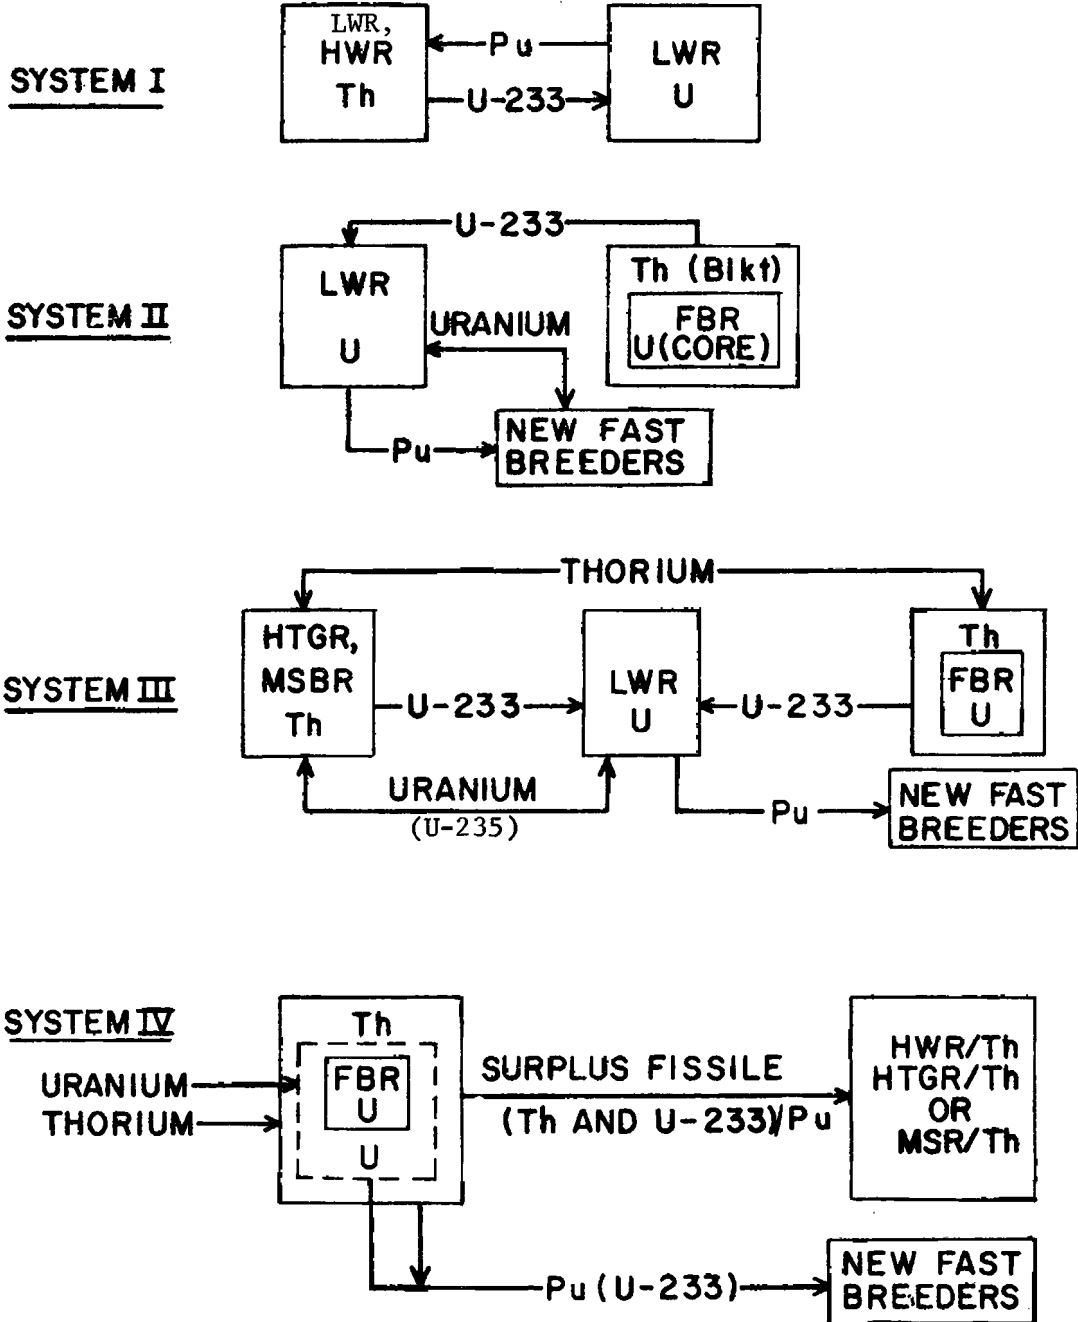 SYSTEM I
LWR,
HWR
Th
Pu
U-233
LWR
U
SYSTEM II
U-233
LWR
U
URANIUM
Th (Blkt)
FBR
U(CORE)
Pu
NEW FAST
BREEDERS
SYSTEM III
THORIUM
HTGR,
MSBR
Th
U-233
LWR
U
U-233
Th
FBR
U
URANIUM
(U-235)
Pu
NEW FAST
BREEDERS
SYSTEM IV
URANIUM
THORIUM
Th
FBR
U
U
SURPLUS FISSILE
(Th AND U-233)/Pu
HWR/Th
HTGR/Th
OR
MSR/Th
Pu (U-233)
NEW FAST
BREEDERS